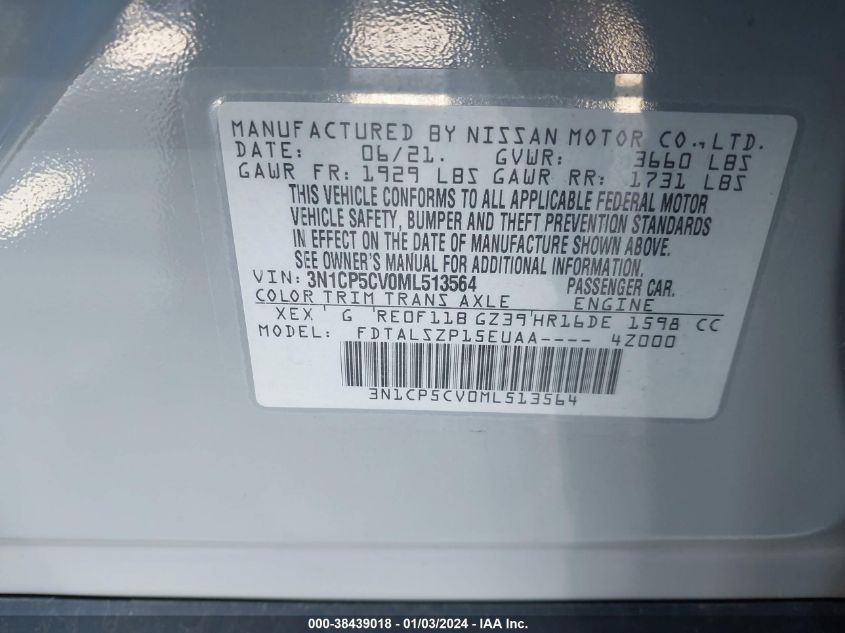 MANUFACTURED BY NISSAN MOTOR CO.,LTD.
DATE: 06/21. GVWR: 3660 LBS
GAWR FR: 1929 LBS GAWR RR: 1731 LBS
THIS VEHICLE CONFORMS TO ALL APPLICABLE FEDERAL MOTOR
VEHICLE SAFETY, BUMPER AND THEFT PREVENTION STANDARDS
IN EFFECT ON THE DATE OF MANUFACTURE SHOWN ABOVE.
SEE OWNER'S MANUAL FOR ADDITIONAL INFORMATION.
VIN: 3N1CP5CV0ML513564 PASSENGER CAR.
COLOR TRIM TRANS AXLE ENGINE
XEX G RE0F11B GZ39 HR16DE 1598 CC
MODEL: FDTALSZP15EUAA---- 4Z000
3N1CP5CV0ML513564
000-38439018 - 01/03/2024 - IAA Inc.